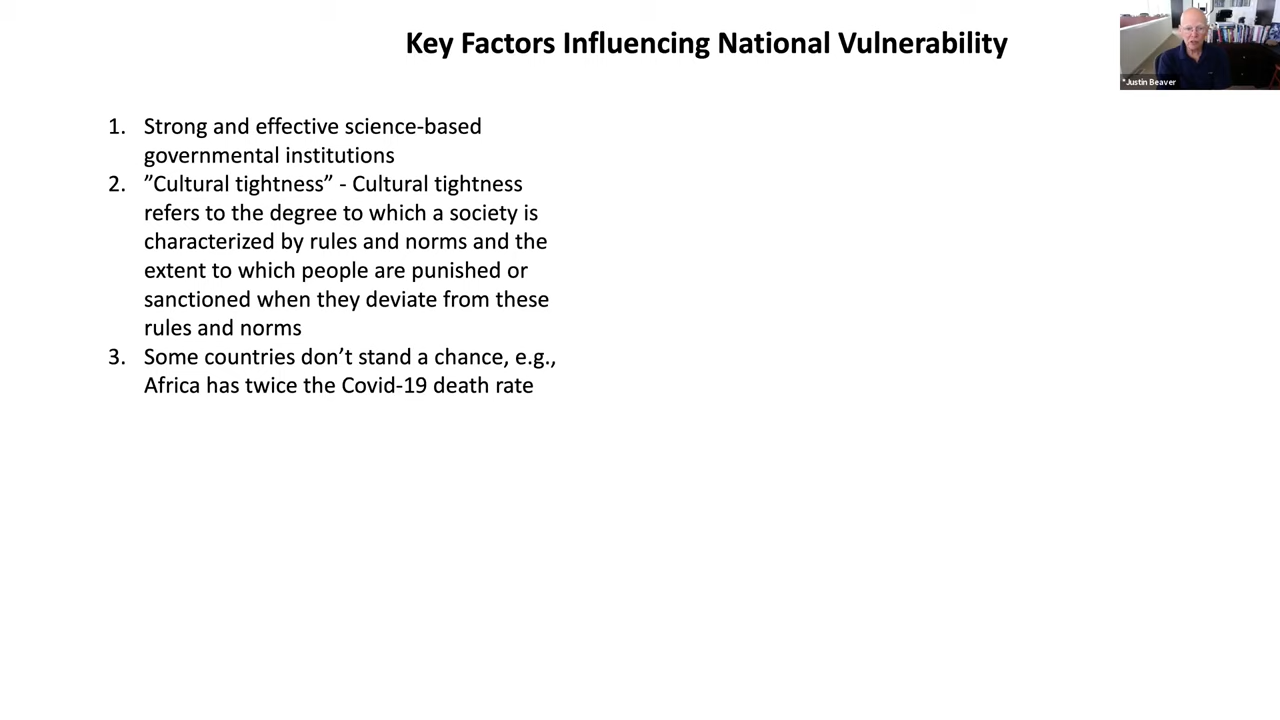 Key Factors Influencing National Vulnerability
*Justin Beaver
1. Strong and effective science-based
governmental institutions
2. ”Cultural tightness” - Cultural tightness
refers to the degree to which a society is
characterized by rules and norms and the
extent to which people are punished or
sanctioned when they deviate from these
rules and norms
3. Some countries don’t stand a chance, e.g.,
Africa has twice the Covid-19 death rate